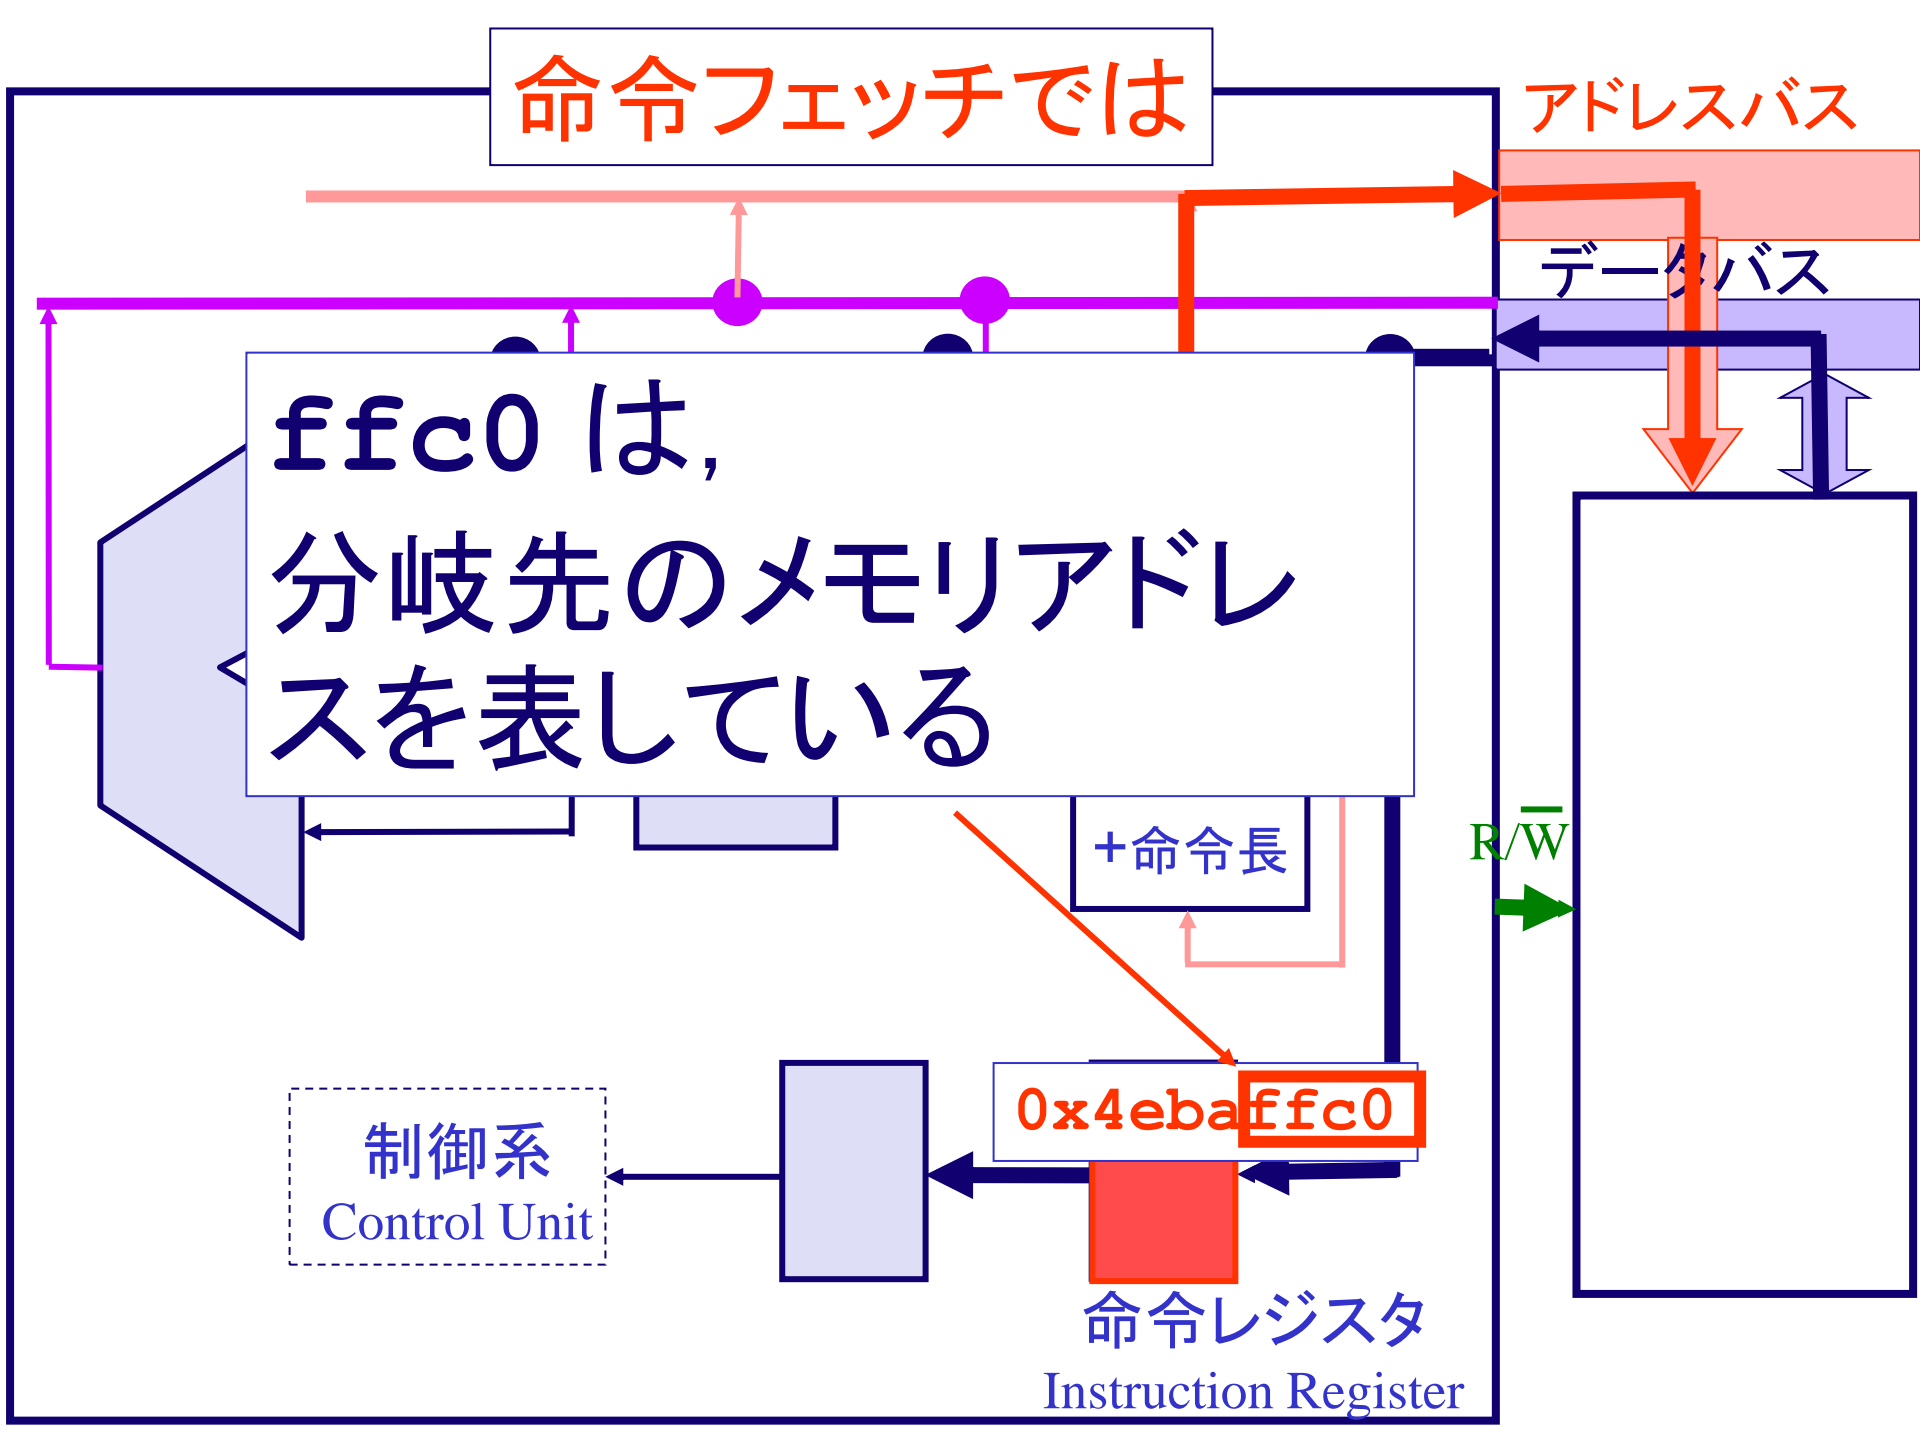 命令フェッチでは
アドレスバス
データバス
ffc0 は,
分岐先のメモリアドレ
スを表している
+命令長
R/W
0x4ebaffc0
制御系
Control Unit
命令レジスタ
Instruction Register